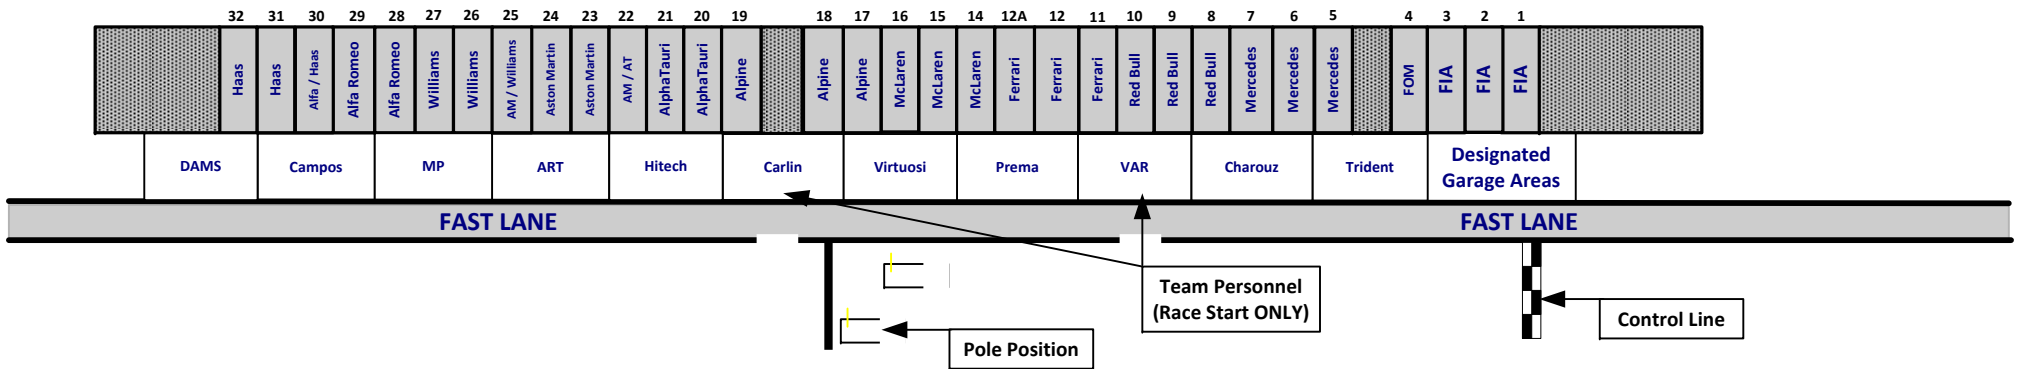 32 31 30 29 28 27 26 25 24 23 22 21 20 19 18 17 16 15 14 12A 12 11 10 9 8 7 6 5 4 3 2 1
Haas
Haas
Alfa / Haas
Alfa Romeo
Alfa Romeo
Williams
Williams
AM / Williams
Aston Martin
Aston Martin
AM / AT
AlphaTauri
AlphaTauri
Alpine
Alpine
Alpine
McLaren
McLaren
McLaren
Ferrari
Ferrari
Ferrari
Red Bull
Red Bull
Red Bull
Mercedes
Mercedes
Mercedes
FOM
FIA
FIA
FIA
DAMS
Campos
MP
ART
Hitech
Carlin
Virtuosi
Prema
VAR
Charouz
Trident
Designated
Garage Areas
FAST LANE
FAST LANE
Team Personnel
(Race Start ONLY)
Control Line
Pole Position